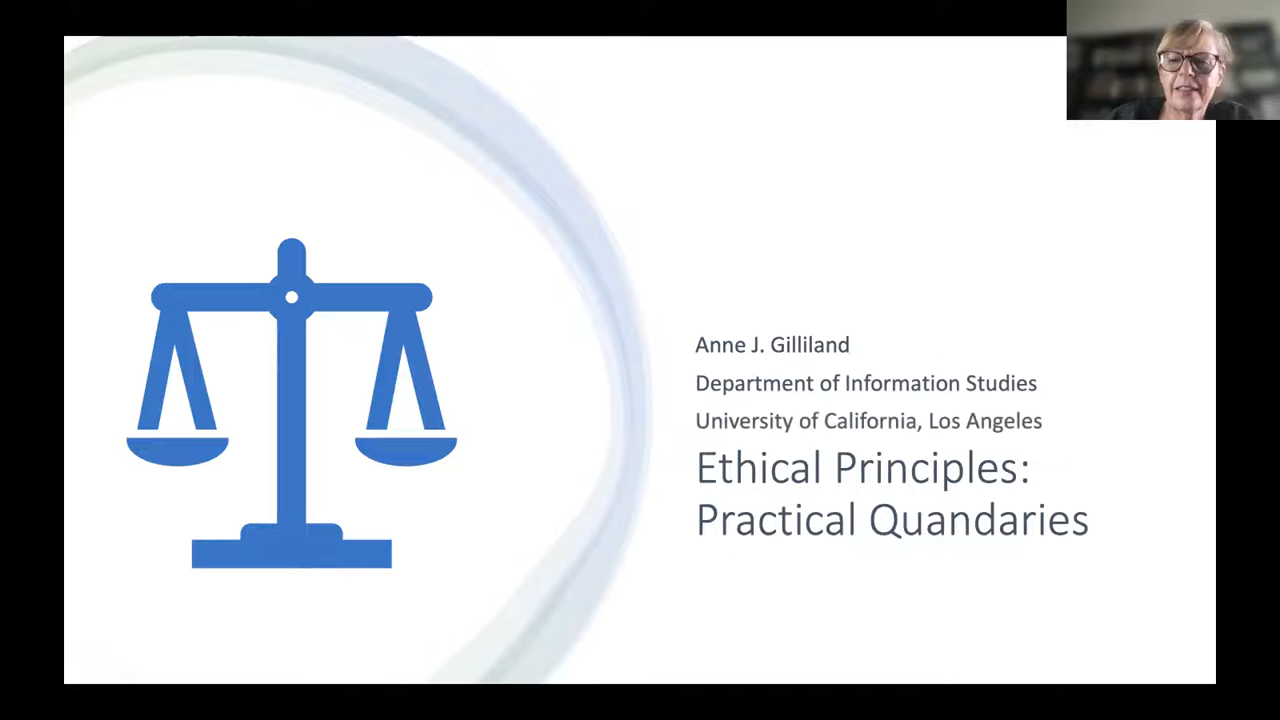 Anne J. Gilliland
Department of Information Studies
University of California, Los Angeles
Ethical Principles:
Practical Quandaries